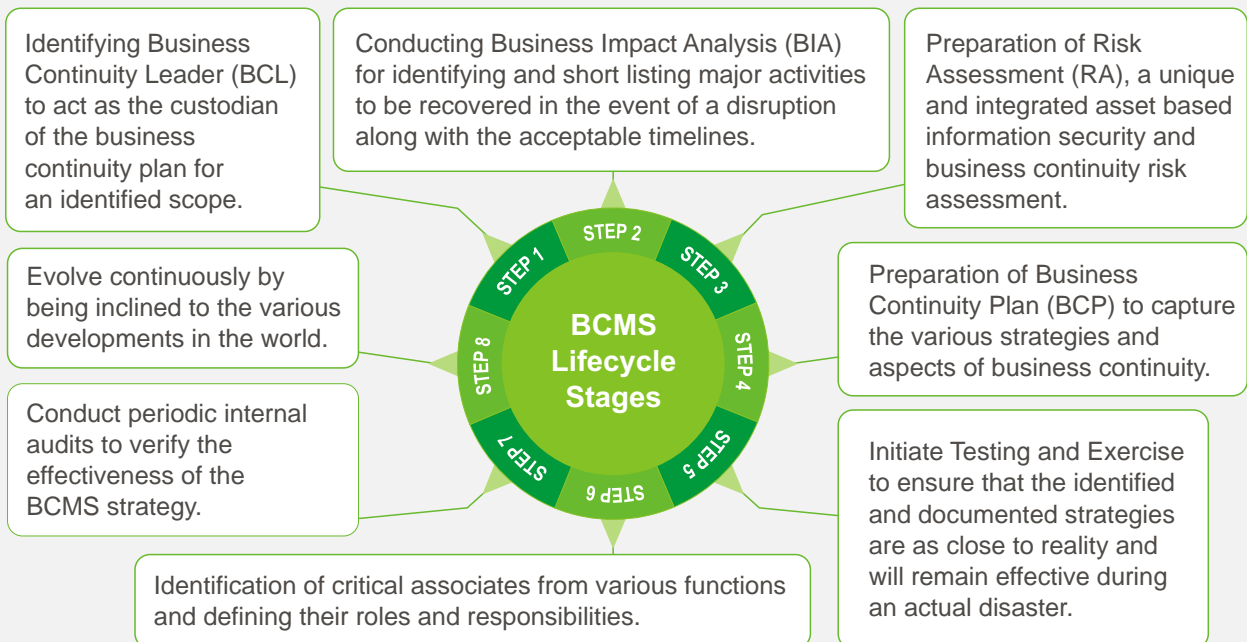 Identifying Business
Continuity Leader (BCL)
to act as the custodian
of the business
continuity plan for
an identified scope.
Conducting Business Impact Analysis (BIA)
for identifying and short listing major activities
to be recovered in the event of a disruption
along with the acceptable timelines.
Preparation of Risk
Assessment (RA), a unique
and integrated asset based
information security and
business continuity risk
assessment.
Evolve continuously by
being inclined to the various
developments in the world.
Conduct periodic internal
audits to verify the
effectiveness of the
BCMS strategy.
STEP 1
STEP 2
STEP 3
STEP 4
STEP 5
STEP 6
STEP 7
STEP 8
BCMS
Lifecycle
Stages
Preparation of Business
Continuity Plan (BCP) to capture
the various strategies and
aspects of business continuity.
Initiate Testing and Exercise
to ensure that the identified
and documented strategies
are as close to reality and
will remain effective during
an actual disaster.
Identification of critical associates from various functions
and defining their roles and responsibilities.